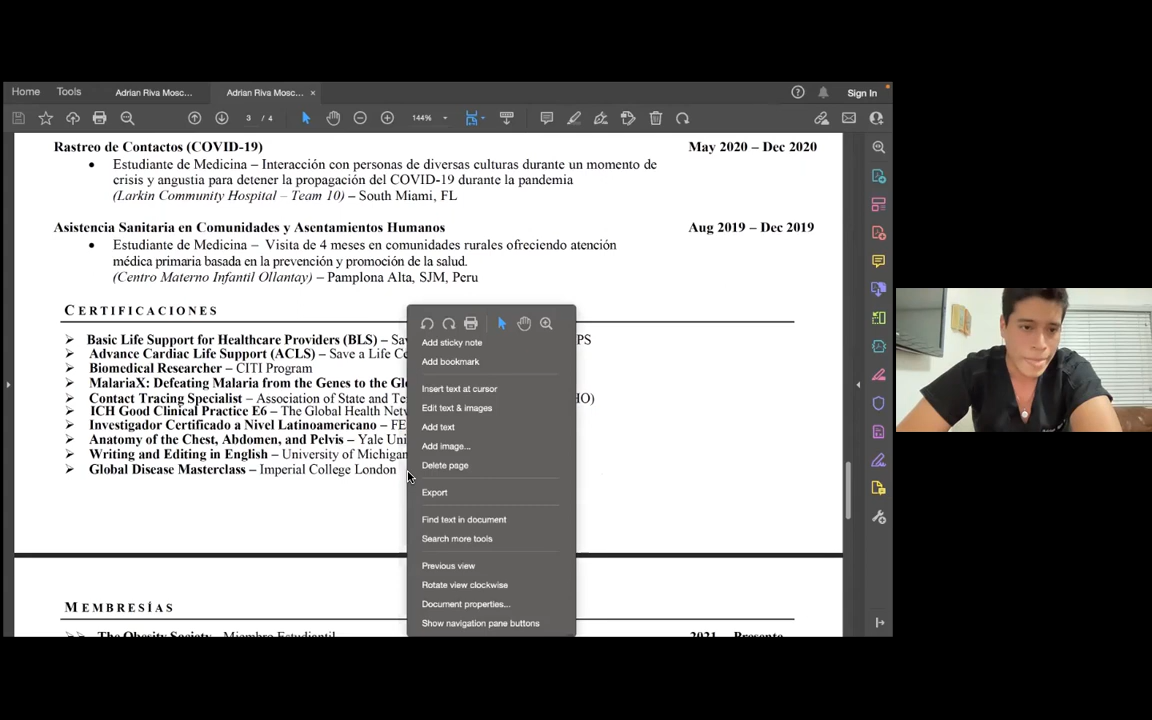 Home Tools Adrian Riva Mosc... Adrian Riva Mosc... × Sign In
3 / 4 144%
Rastreo de Contactos (COVID-19) May 2020 – Dec 2020
Estudiante de Medicina – Interacción con personas de diversas culturas durante un momento de
crisis y angustia para detener la propagación del COVID-19 durante la pandemia
(Larkin Community Hospital – Team 10) – South Miami, FL
Asistencia Sanitaria en Comunidades y Asentamientos Humanos Aug 2019 – Dec 2019
Estudiante de Medicina – Visita de 4 meses en comunidades rurales ofreciendo atención
médica primaria basada en la prevención y promoción de la salud.
(Centro Materno Infantil Ollantay) – Pamplona Alta, SJM, Peru
CERTIFICACIONES
Basic Life Support for Healthcare Providers (BLS) – Sa PS
Advance Cardiac Life Support (ACLS) – Save a Life Ce
Biomedical Researcher – CITI Program
MalariaX: Defeating Malaria from the Genes to the Glo
Contact Tracing Specialist – Association of State and Te HO)
ICH Good Clinical Practice E6 – The Global Health Netw
Investigador Certificado a Nivel Latinoamericano – FE
Anatomy of the Chest, Abdomen, and Pelvis – Yale Uni
Writing and Editing in English – University of Michigan
Global Disease Masterclass – Imperial College London
Add sticky note
Add bookmark
Insert text at cursor
Edit text & images
Add text
Add image...
Delete page
Export
Find text in document
Search more tools
Previous view
Rotate view clockwise
Document properties...
Show navigation pane buttons
MEMBRESÍAS
The Obesity Society – Miembro Estudiantil 2021 – Presente